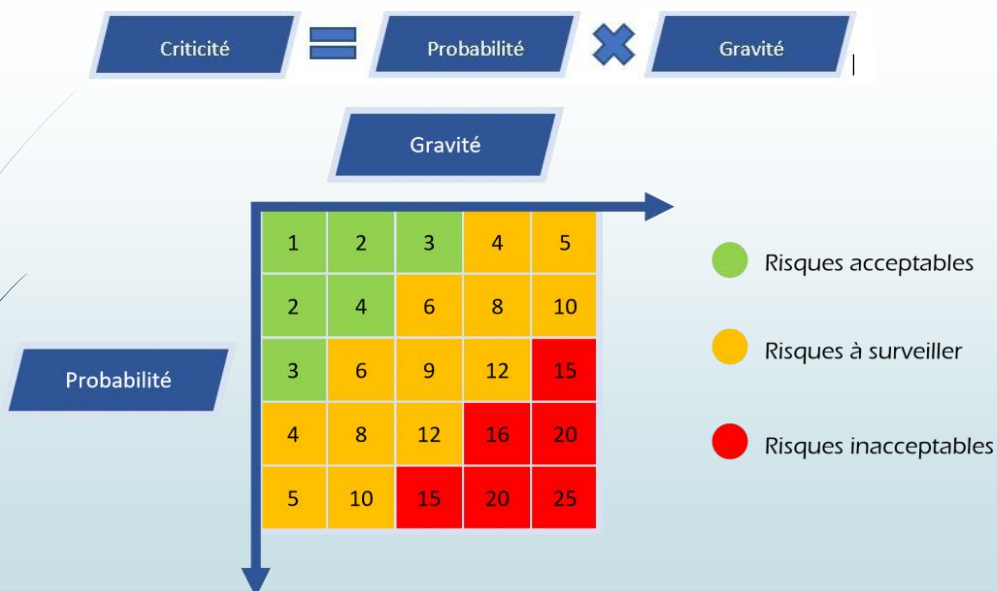 Criticité = Probabilité × Gravité
Gravité
1 2 3 4 5
2 4 6 8 10
3 6 9 12 15
4 8 12 16 20
5 10 15 20 25
Probabilité
Risques acceptables
Risques à surveiller
Risques inacceptables